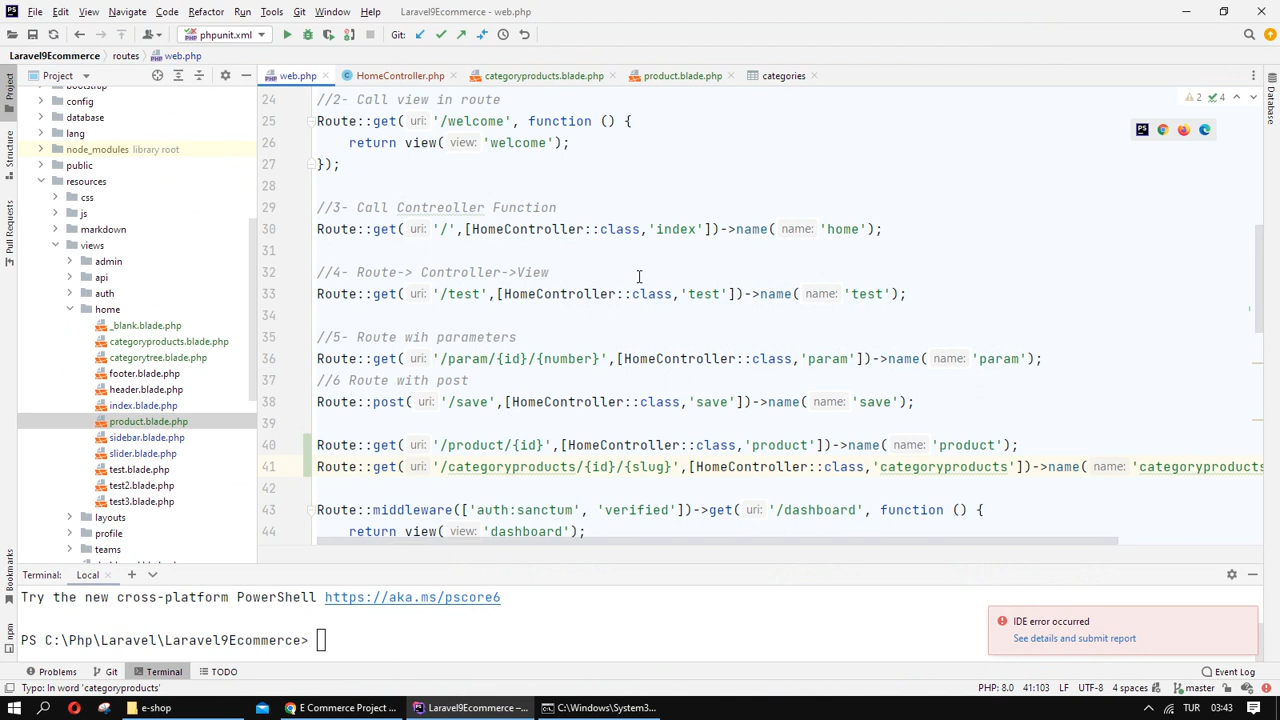 File Edit View Navigate Code Refactor Run Tools Git Window Help Laravel9Ecommerce - web.php
phpunit.xml Git:
Laravel9Ecommerce routes web.php
Project web.php HomeController.php categoryproducts.blade.php product.blade.php categories
bootstrap
config
database
lang
node_modules library root
public
resources
css
js
markdown
views
admin
api
auth
home
_blank.blade.php
categoryproducts.blade.php
categorytree.blade.php
footer.blade.php
header.blade.php
index.blade.php
product.blade.php
sidebar.blade.php
slider.blade.php
test.blade.php
test2.blade.php
test3.blade.php
layouts
profile
teams
Project
Structure
Pull Requests
Bookmarks
npm
Database
2 4
24 //2- Call view in route
25 Route::get( uri: '/welcome', function () {
26 return view( view: 'welcome');
27 });
28
29 //3- Call Contreoller Function
30 Route::get( uri: '/',[HomeController::class,'index'])->name( name: 'home');
31
32 //4- Route-> Controller->View
33 Route::get( uri: '/test',[HomeController::class,'test'])->name( name: 'test');
34
35 //5- Route wih parameters
36 Route::get( uri: '/param/{id}/{number}',[HomeController::class,'param'])->name( name: 'param');
37 //6 Route with post
38 Route::post( uri: '/save',[HomeController::class,'save'])->name( name: 'save');
39
40 Route::get( uri: '/product/{id}',[HomeController::class,'product'])->name( name: 'product');
41 Route::get( uri: '/categoryproducts/{id}/{slug}',[HomeController::class,'categoryproducts'])->name( name: 'categoryproducts
42
43 Route::middleware(['auth:sanctum', 'verified'])->get( uri: '/dashboard', function () {
44 return view( view: 'dashboard');
Terminal: Local
Try the new cross-platform PowerShell https://aka.ms/pscore6
PS C:\Php\Laravel\Laravel9Ecommerce>
IDE error occurred
See details and submit report
Problems Git Terminal TODO Event Log
Typo: In word 'categoryproducts' PHP: 8.0 41:103 LF UTF-8 4 spaces master
e-shop E Commerce Project ... Laravel9Ecommerce –... C:\Windows\System3... TUR 03:43